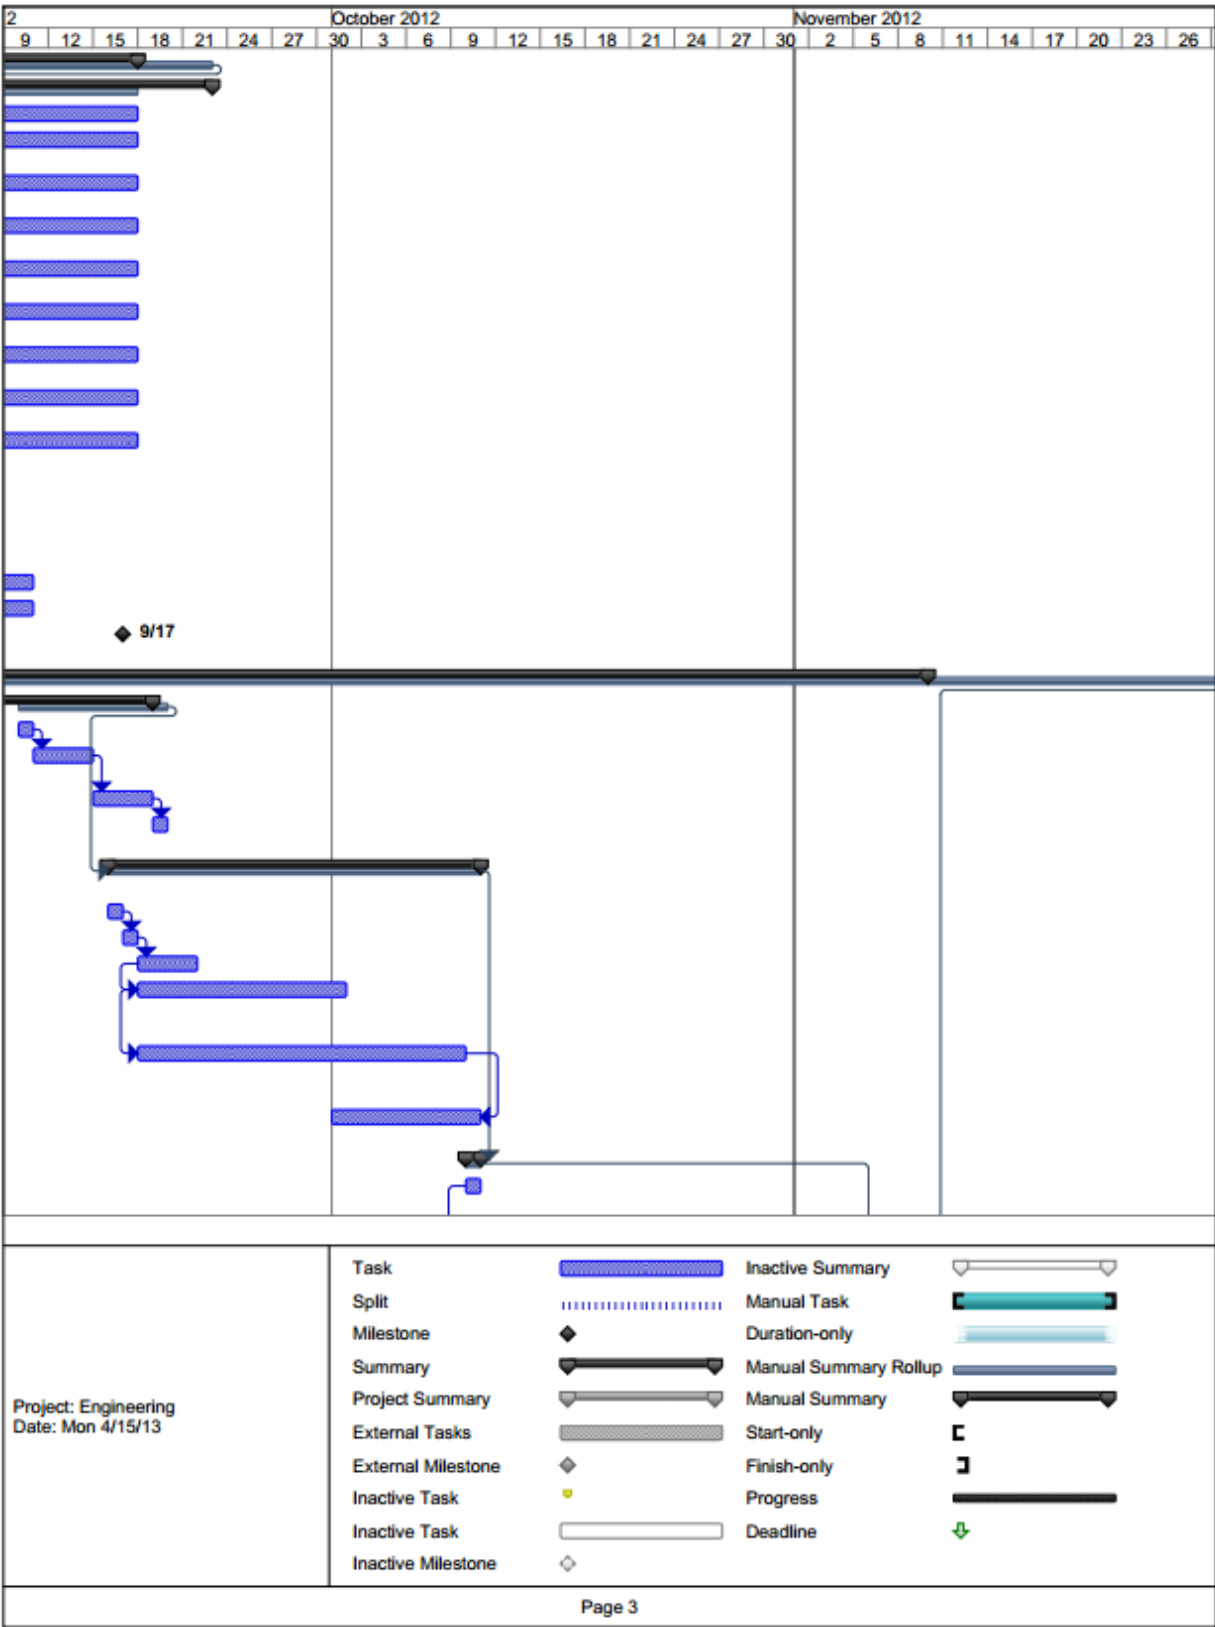 2 October 2012 November 2012
9 12 15 18 21 24 27 30 3 6 9 12 15 18 21 24 27 30 2 5 8 11 14 17 20 23 26
9/17
Task Inactive Summary
Split Manual Task
Milestone Duration-only
Summary Manual Summary Rollup
Project Summary Manual Summary
Project: Engineering
Date: Mon 4/15/13
External Tasks Start-only
External Milestone Finish-only
Inactive Task Progress
Inactive Task Deadline
Inactive Milestone
Page 3